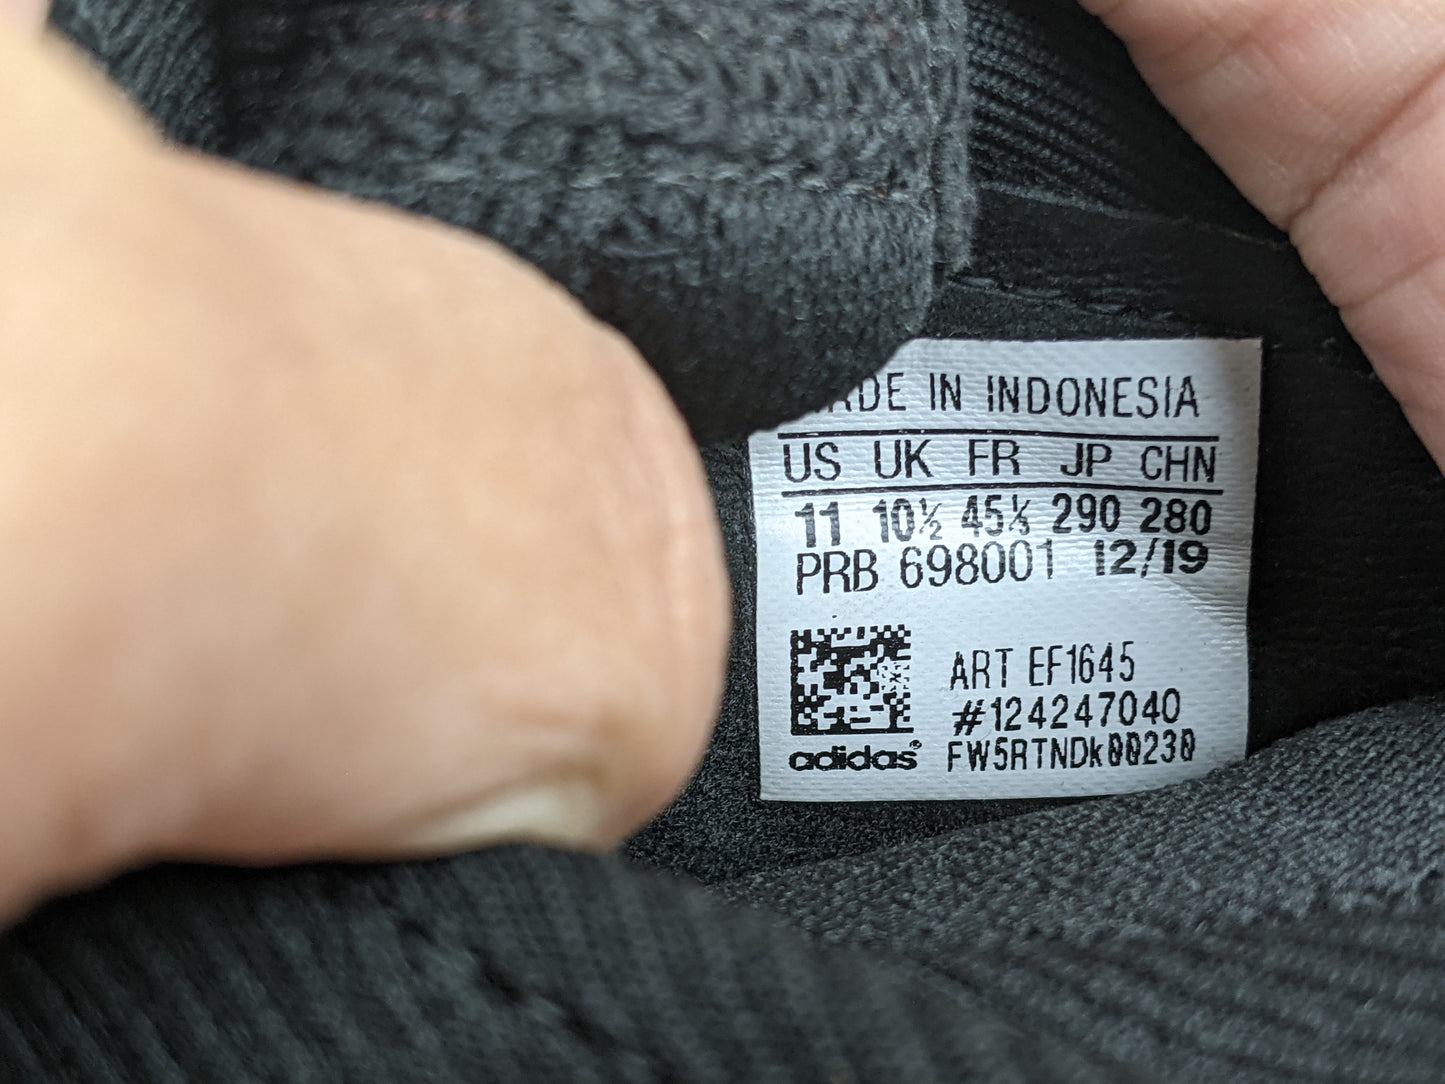 MADE IN INDONESIA
US UK FR JP CHN
11 10½ 45⅓ 290 280
PRB 698001 12/19
ART EF1645
#124247040
adidas® FW5RTNDk00230